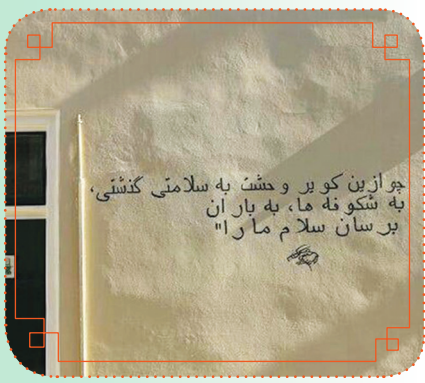 چو ازین کویر وحشت به سلامتی گذشتی،
به شکوفه ها، به باران
برسان سلام ما را"